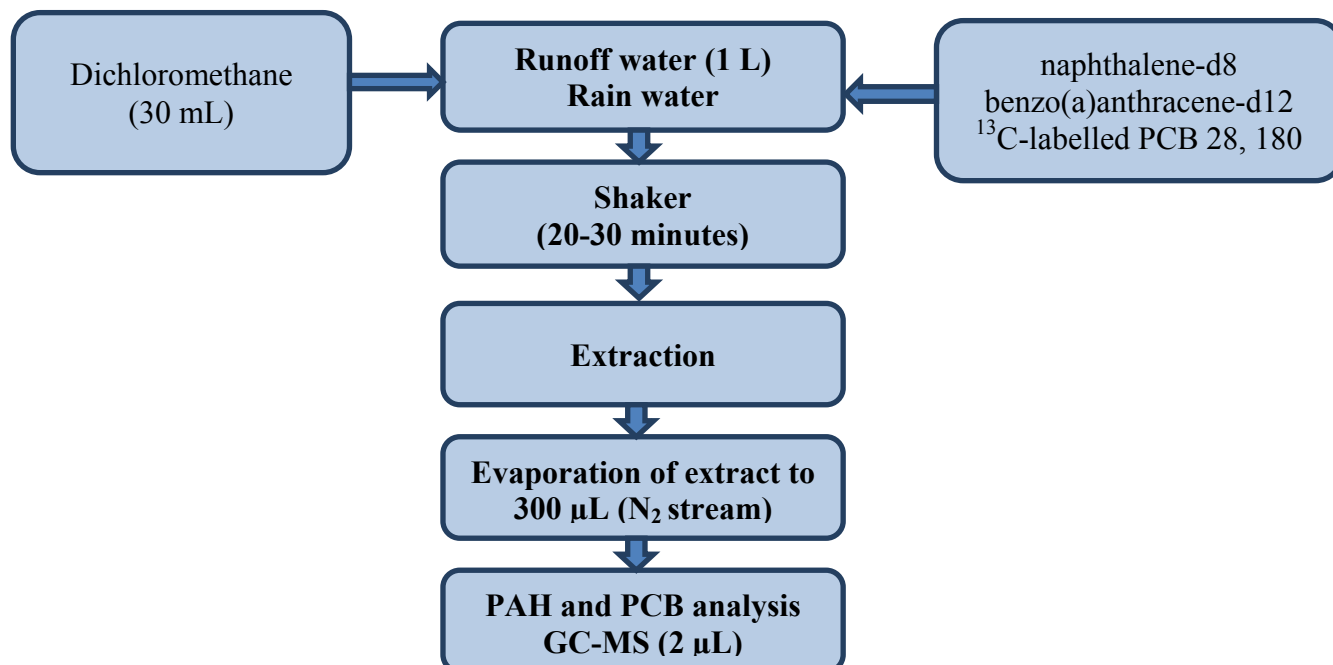 Dichloromethane
(30 mL)
Runoff water (1 L)
Rain water
naphthalene-d8
benzo(a)anthracene-d12
¹³C-labelled PCB 28, 180
Shaker
(20-30 minutes)
Extraction
Evaporation of extract to
300 µL (N₂ stream)
PAH and PCB analysis
GC-MS (2 µL)